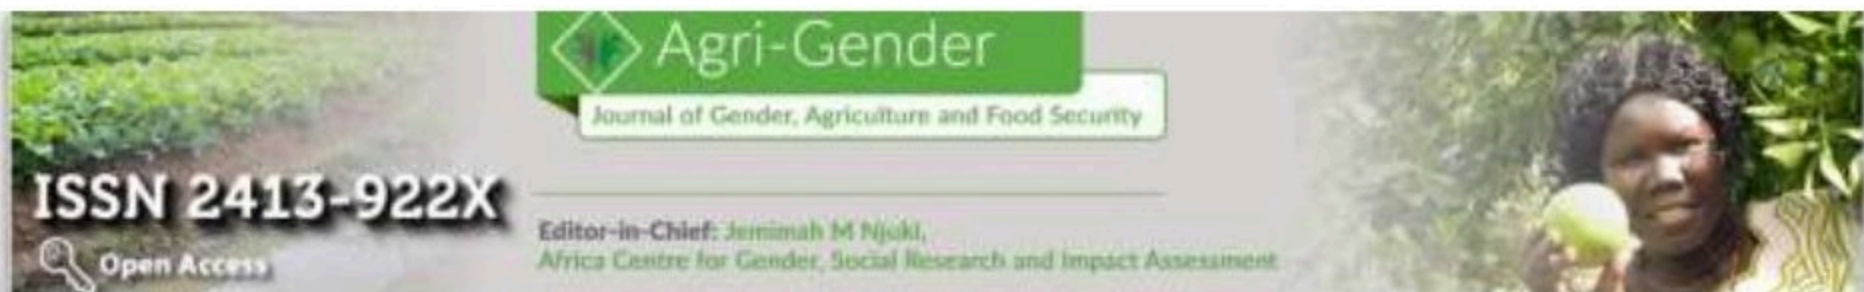 Agri-Gender
Journal of Gender, Agriculture and Food Security
ISSN 2413-922X
Editor-in-Chief: Jemimah M Njuki,
Africa Centre for Gender, Social Research and Impact Assessment
Open Access